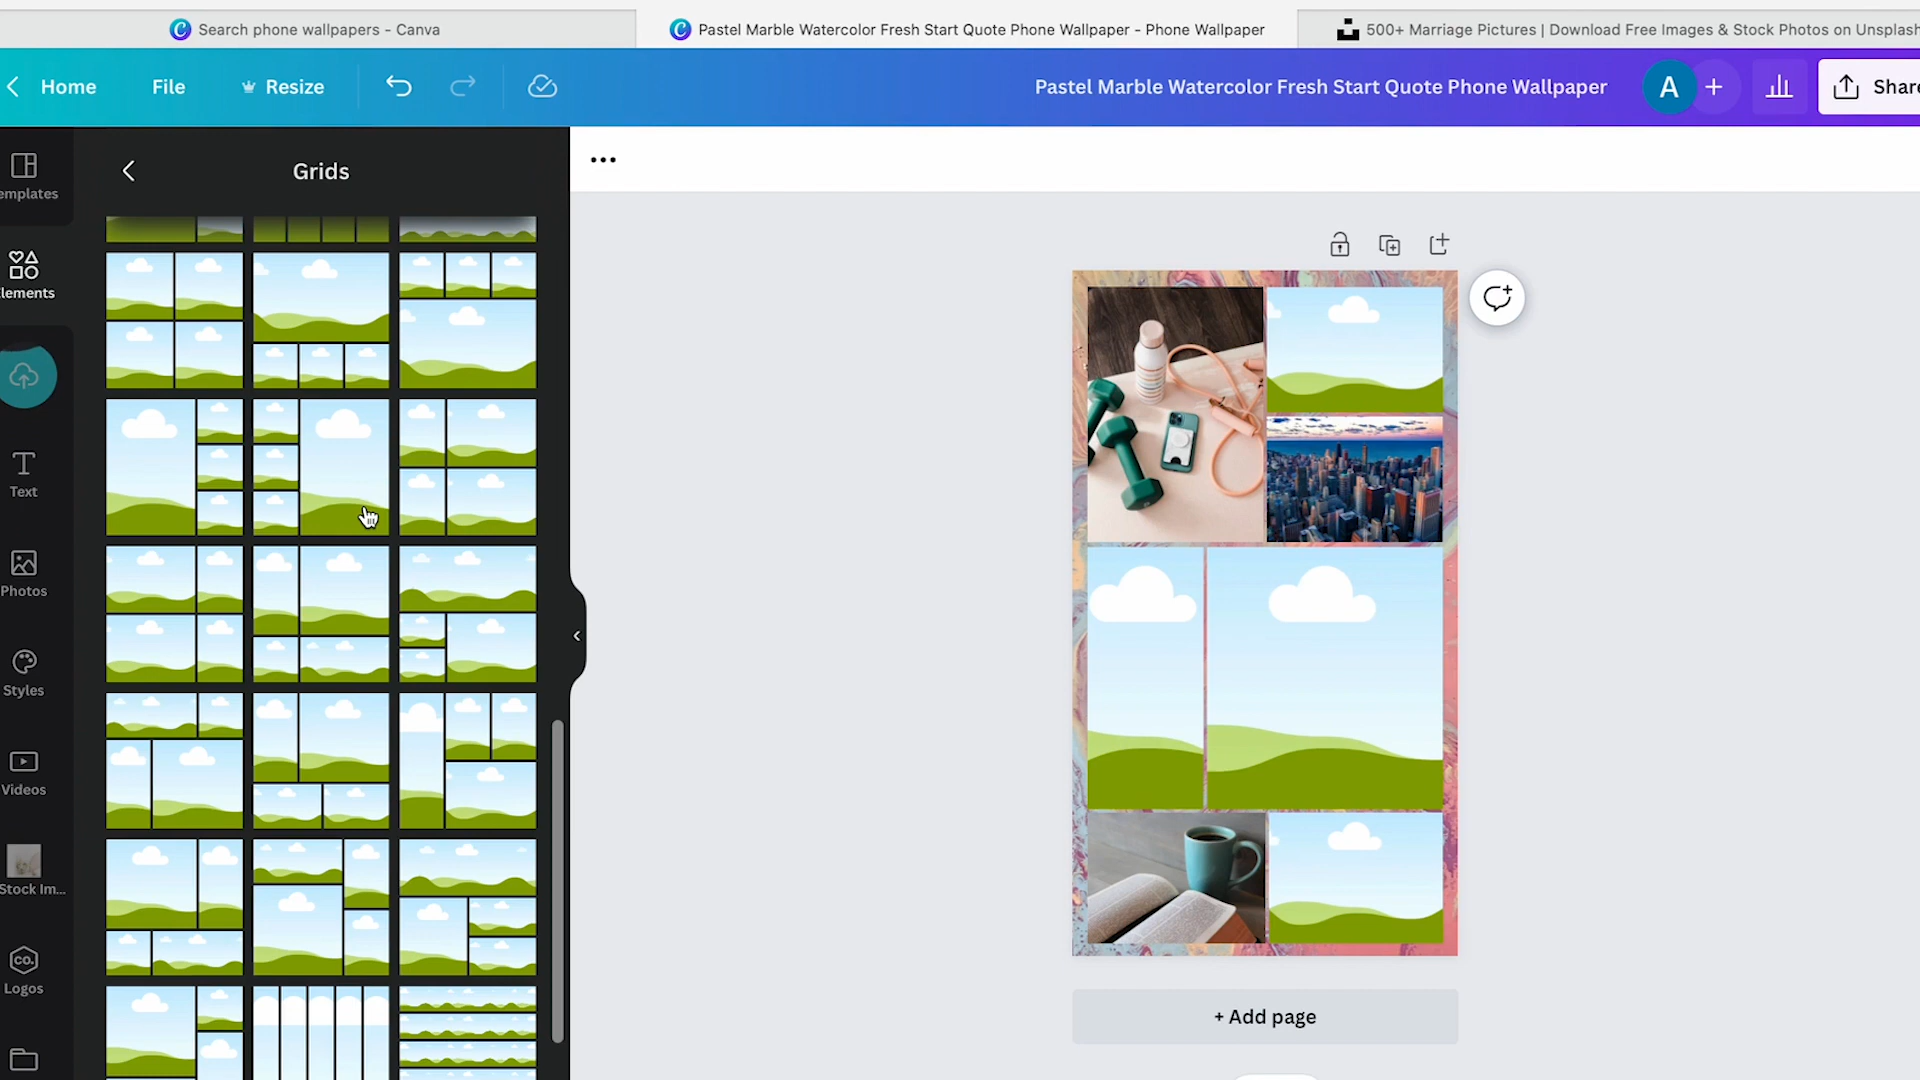 Search phone wallpapers - Canva
Pastel Marble Watercolor Fresh Start Quote Phone Wallpaper - Phone Wallpaper
500+ Marriage Pictures | Download Free Images & Stock Photos on Unsplash
Home
File
Resize
Pastel Marble Watercolor Fresh Start Quote Phone Wallpaper
A
+
Share
Grids
emplates
lements
Text
Photos
Styles
Videos
Stock Im...
CO.
Logos
+ Add page